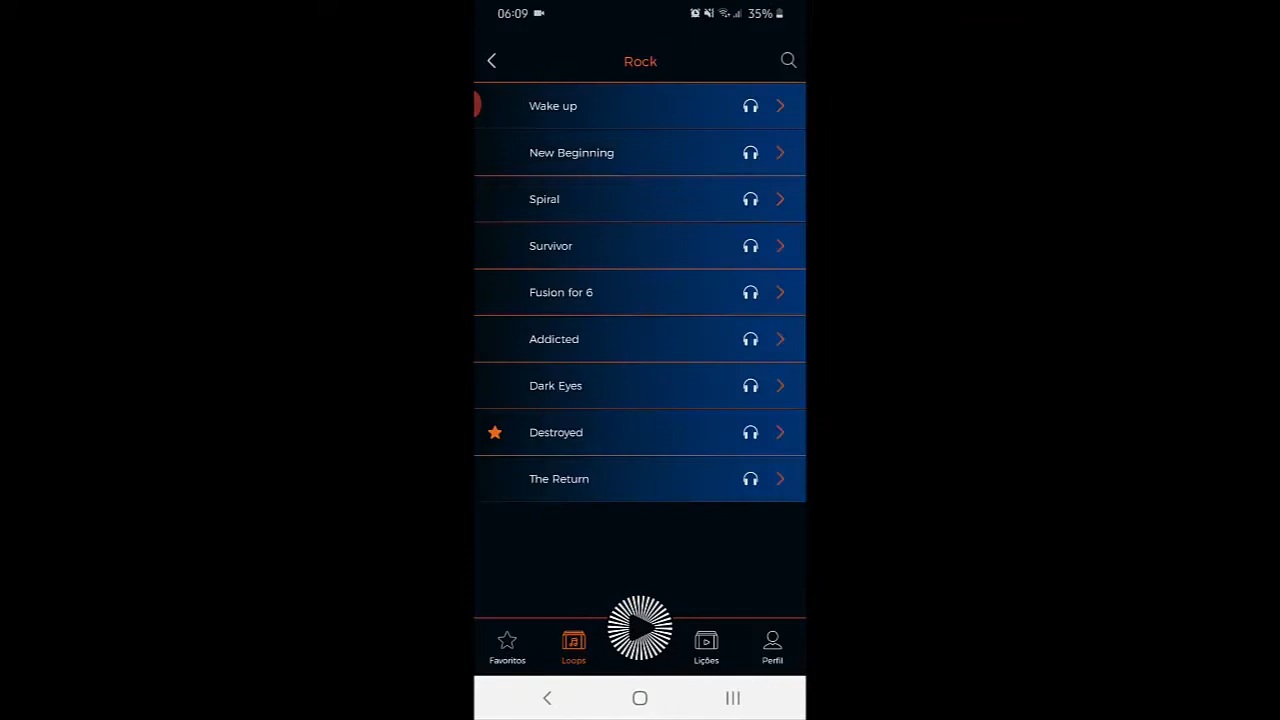 06:09 35%
Rock
Wake up
New Beginning
Spiral
Survivor
Fusion for 6
Addicted
Dark Eyes
Destroyed
The Return
Favoritos Loops Lições Perfil